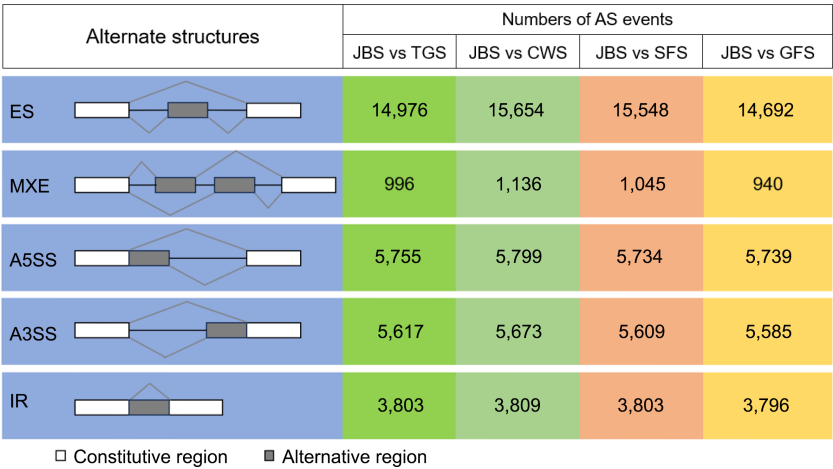 Alternate structures
Numbers of AS events
JBS vs TGS JBS vs CWS JBS vs SFS JBS vs GFS
ES 14,976 15,654 15,548 14,692
MXE 996 1,136 1,045 940
A5SS 5,755 5,799 5,734 5,739
A3SS 5,617 5,673 5,609 5,585
IR 3,803 3,809 3,803 3,796
Constitutive region Alternative region